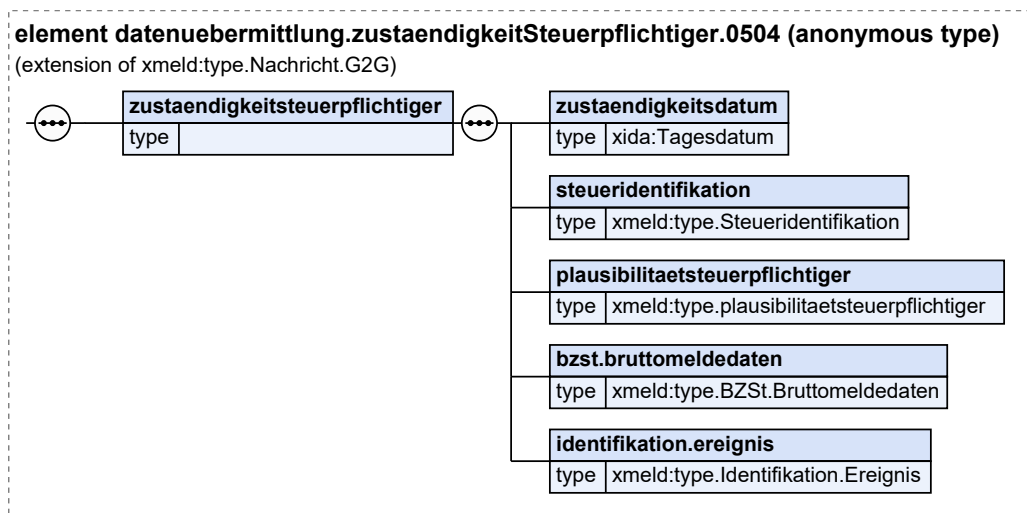 element datenuebermittlung.zustaendigkeitSteuerpflichtiger.0504 (anonymous type)
(extension of xmeld:type.Nachricht.G2G)
zustaendigkeitsteuerpflichtiger
type
zustaendigkeitsdatum
type xida:Tagesdatum
steueridentifikation
type xmeld:type.Steueridentifikation
plausibilitaetsteuerpflichtiger
type xmeld:type.plausibilitaetsteuerpflichtiger
bzst.bruttomeldedaten
type xmeld:type.BZSt.Bruttomeldedaten
identifikation.ereignis
type xmeld:type.Identifikation.Ereignis